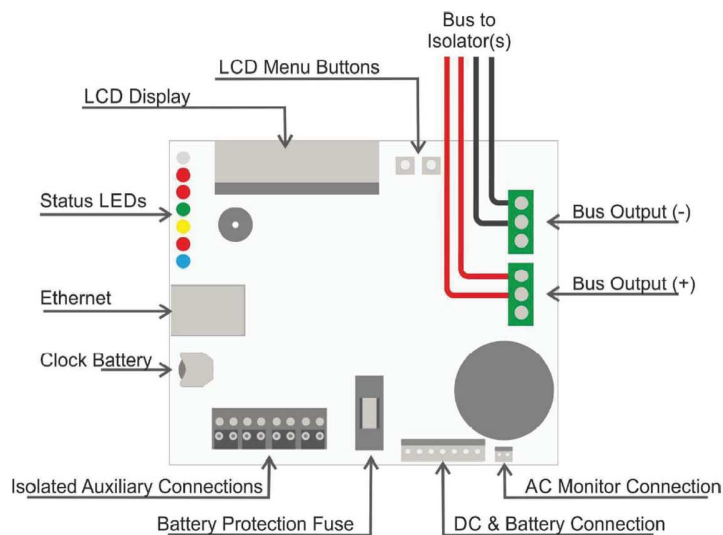 Bus to
Isolator(s)
LCD Menu Buttons
LCD Display
Status LEDs
Bus Output (-)
Ethernet
Bus Output (+)
Clock Battery
Isolated Auxiliary Connections
AC Monitor Connection
Battery Protection Fuse
DC & Battery Connection